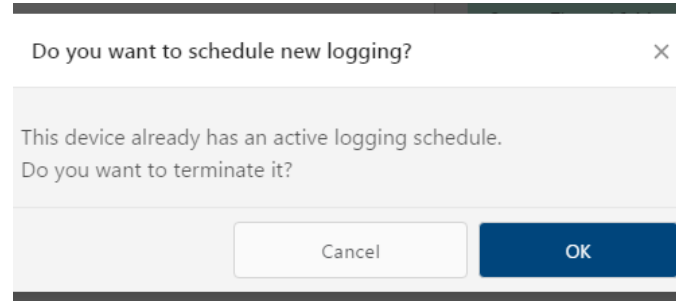 Do you want to schedule new logging?
This device already has an active logging schedule.
Do you want to terminate it?
Cancel
OK